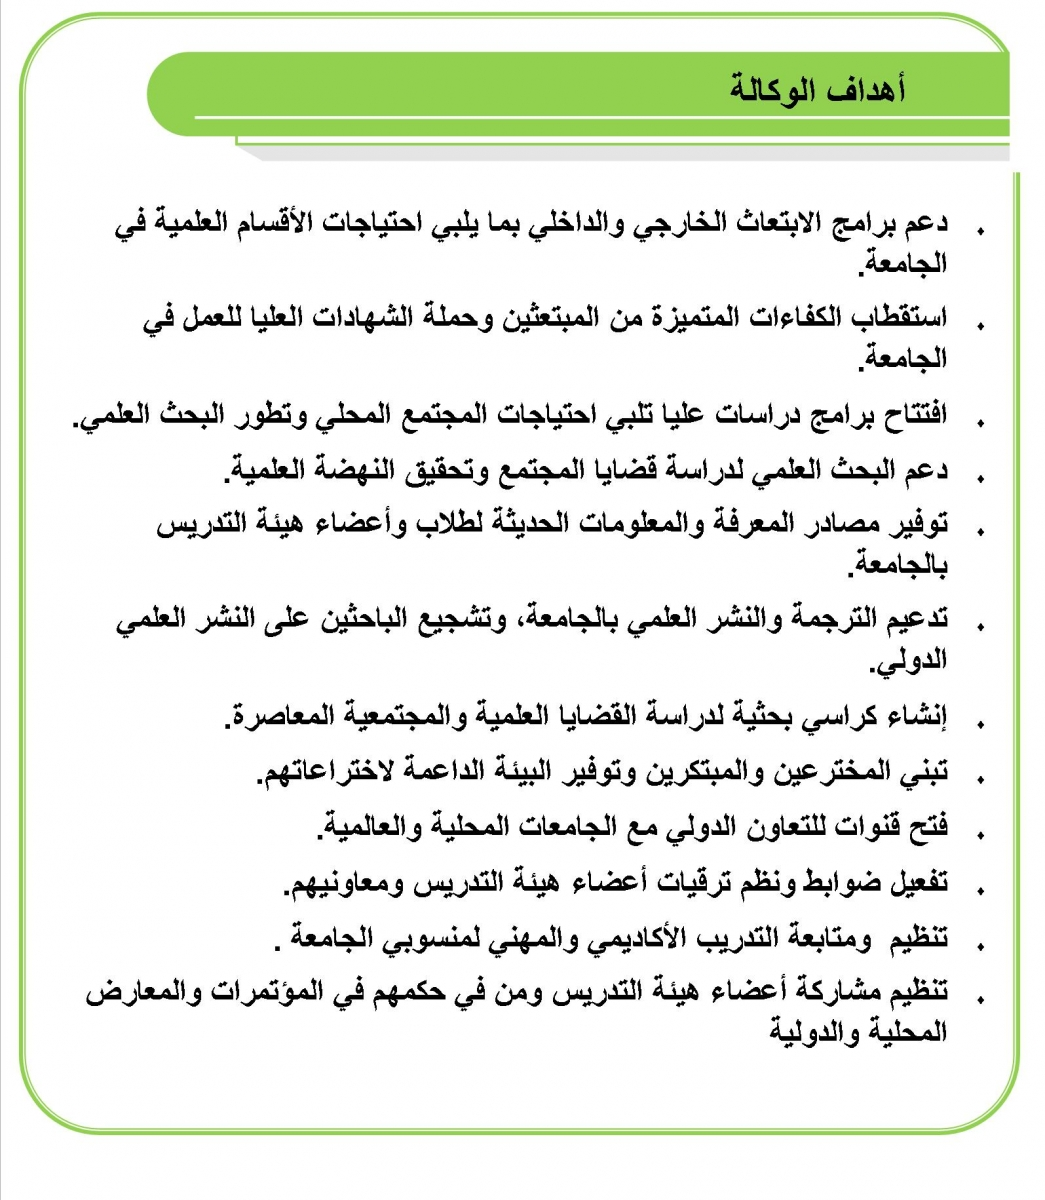 أهداف الوكالة
دعم برامج الابتعاث الخارجي والداخلي بما يلبي احتياجات الأقسام العلمية في
الجامعة.
استقطاب الكفاءات المتميزة من المبتعثين وحملة الشهادات العليا للعمل في
الجامعة.
افتتاح برامج دراسات عليا تلبي احتياجات المجتمع المحلي وتطور البحث العلمي.
دعم البحث العلمي لدراسة قضايا المجتمع وتحقيق النهضة العلمية.
توفير مصادر المعرفة والمعلومات الحديثة لطلاب وأعضاء هيئة التدريس
بالجامعة.
تدعيم الترجمة والنشر العلمي بالجامعة، وتشجيع الباحثين على النشر العلمي
الدولي.
إنشاء كراسي بحثية لدراسة القضايا العلمية والمجتمعية المعاصرة.
تبني المخترعين والمبتكرين وتوفير البيئة الداعمة لاختراعاتهم.
فتح قنوات للتعاون الدولي مع الجامعات المحلية والعالمية.
تفعيل ضوابط ونظم ترقيات أعضاء هيئة التدريس ومعاونيهم.
تنظيم  ومتابعة التدريب الأكاديمي والمهني لمنسوبي الجامعة .
تنظيم مشاركة أعضاء هيئة التدريس ومن في حكمهم في المؤتمرات والمعارض
المحلية والدولية